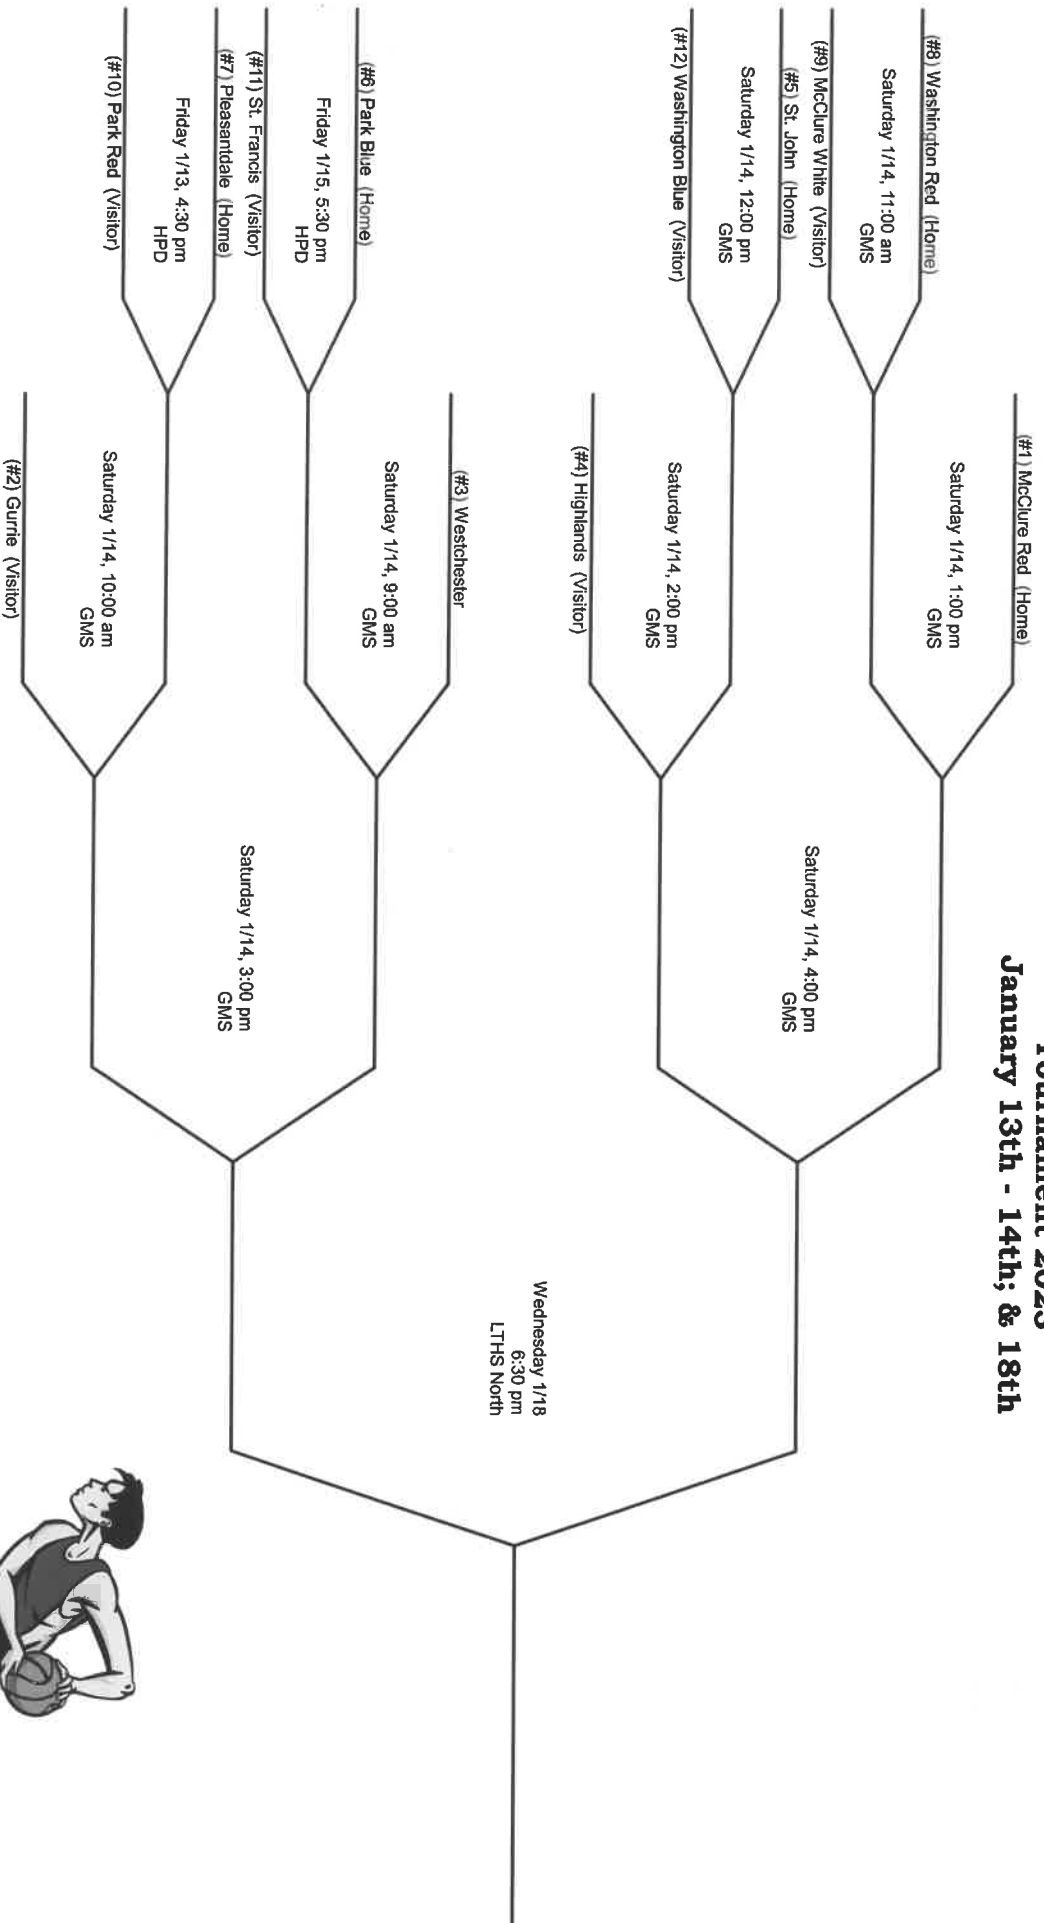 Tournament 2023
January 13th - 14th; & 18th
(#1) McClure Red (Home)
Saturday 1/14, 1:00 pm
GMS
(#8) Washington Red (Home)
Saturday 1/14, 11:00 am
GMS
(#9) McClure White (Visitor)
Saturday 1/14, 4:00 pm
GMS
(#5) St. John (Home)
Saturday 1/14, 12:00 pm
GMS
(#12) Washington Blue (Visitor)
Saturday 1/14, 2:00 pm
GMS
(#4) Highlands (Visitor)
Wednesday 1/18
6:30 pm
LTHS North
(#3) Westchester
Saturday 1/14, 9:00 am
GMS
(#6) Park Blue (Home)
Friday 1/15, 5:30 pm
HPD
(#11) St. Francis (Visitor)
Saturday 1/14, 3:00 pm
GMS
(#7) Pleasantdale (Home)
Friday 1/13, 4:30 pm
HPD
(#10) Park Red (Visitor)
Saturday 1/14, 10:00 am
GMS
(#2) Gurrie (Visitor)